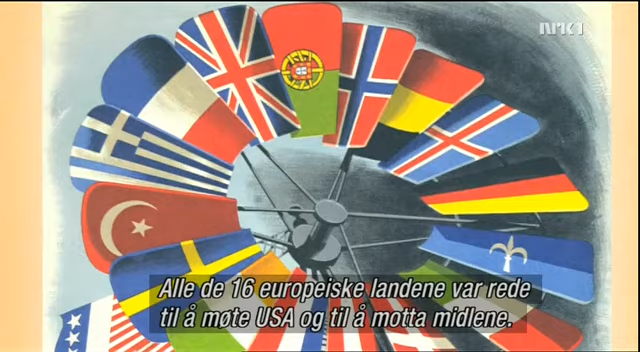 NRK1
Alle de 16 europeiske landene var rede
til å møte USA og til å motta midlene.